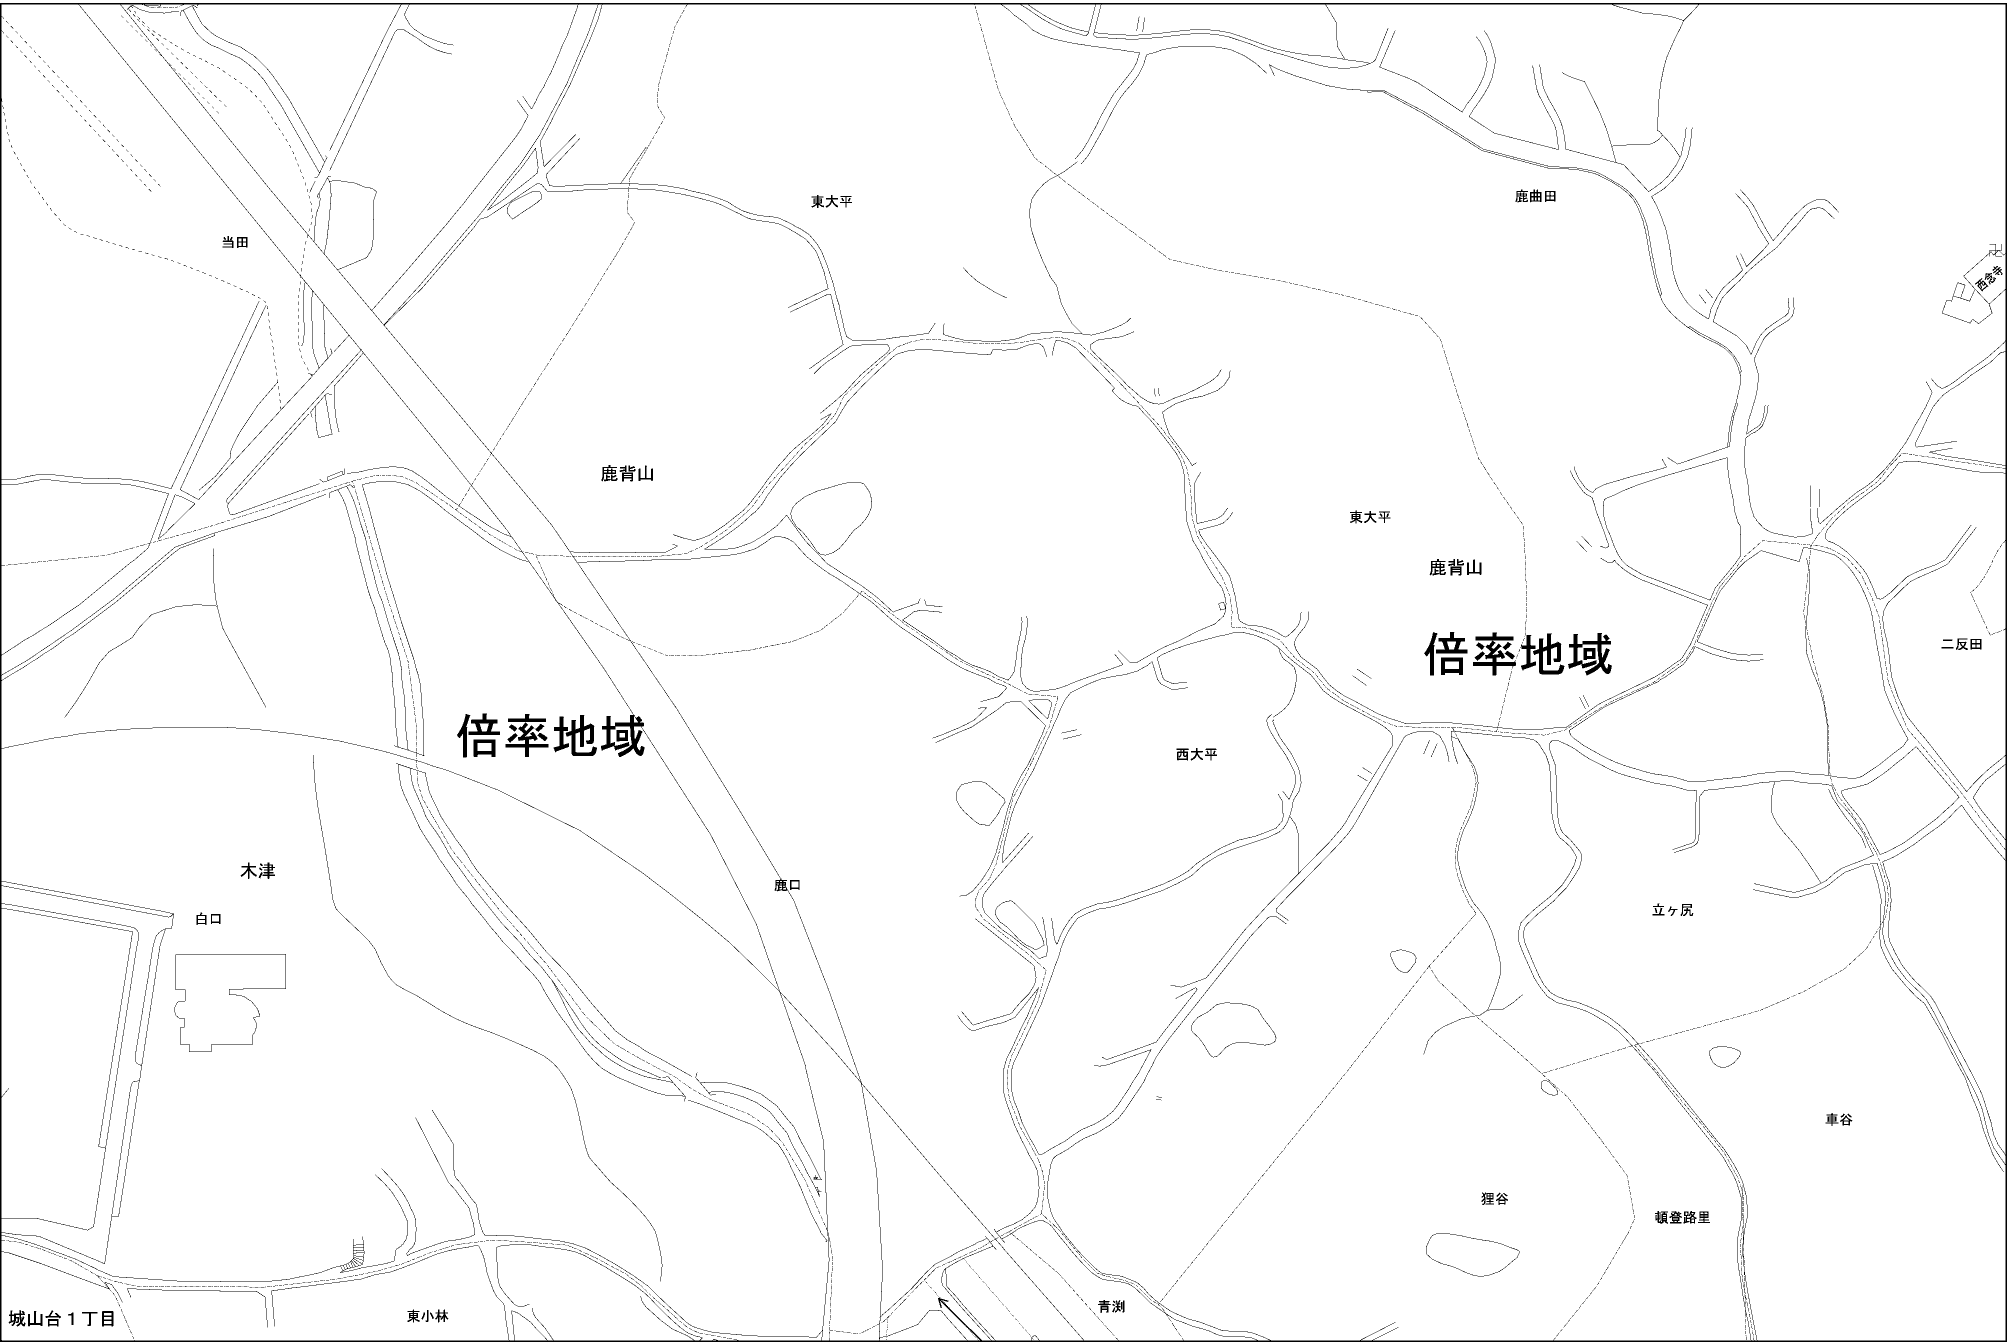 東大平
鹿曲田
当田
西念寺
鹿背山
東大平
鹿背山
倍率地域
二反田
倍率地域
西大平
木津
鹿口
白口
立ヶ尻
車谷
狸谷
頓登路里
青渕
東小林
城山台1丁目